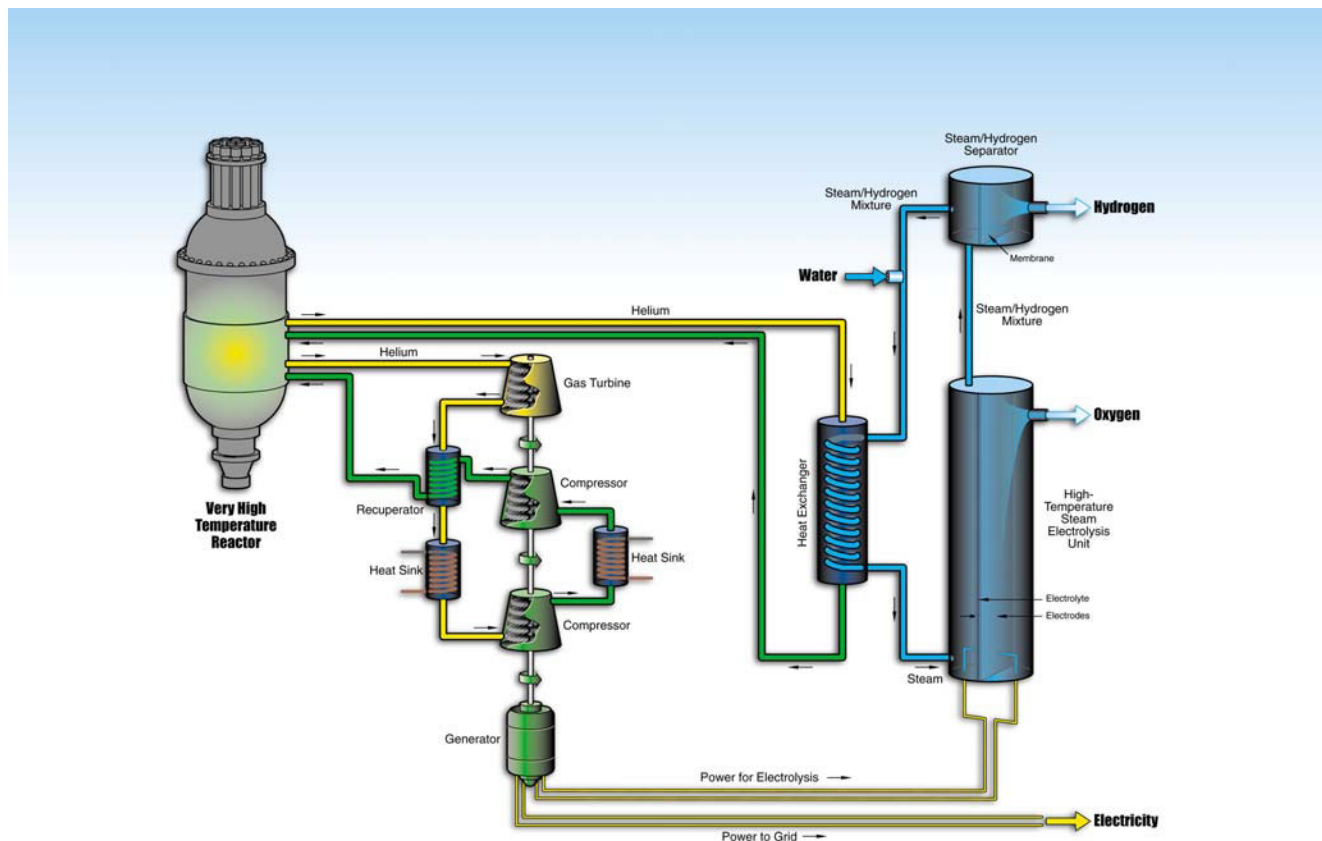 Steam/Hydrogen
Separator
Steam/Hydrogen
Mixture
Hydrogen
Membrane
Water
Steam/Hydrogen
Mixture
Helium
Helium
Gas Turbine
Oxygen
Compressor
Recuperator
Very High
Temperature
Reactor
Heat Exchanger
High-
Temperature
Steam
Electrolysis
Unit
Heat Sink
Heat Sink
Electrolyte
Electrodes
Compressor
Steam
Generator
Power for Electrolysis
Electricity
Power to Grid